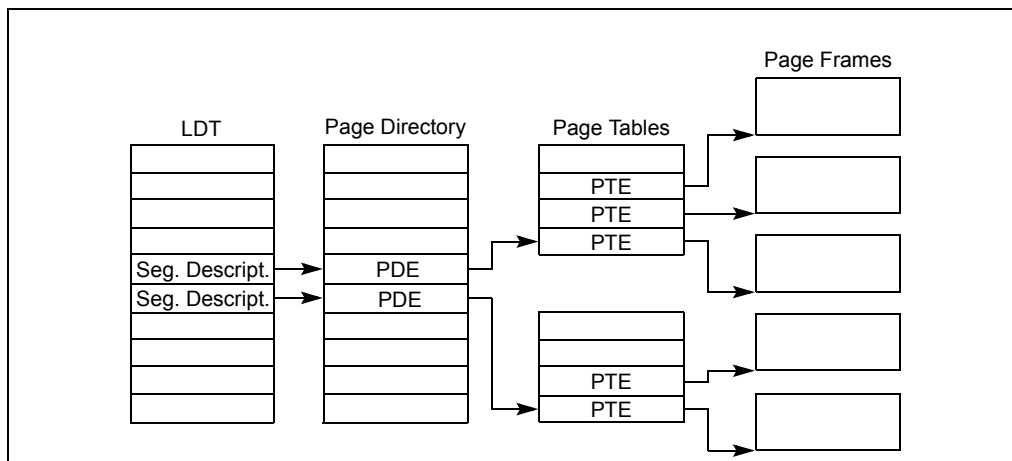 Page Frames
LDT
Page Directory
Page Tables
PTE
PTE
PTE
Seg. Descript.
PDE
Seg. Descript.
PDE
PTE
PTE